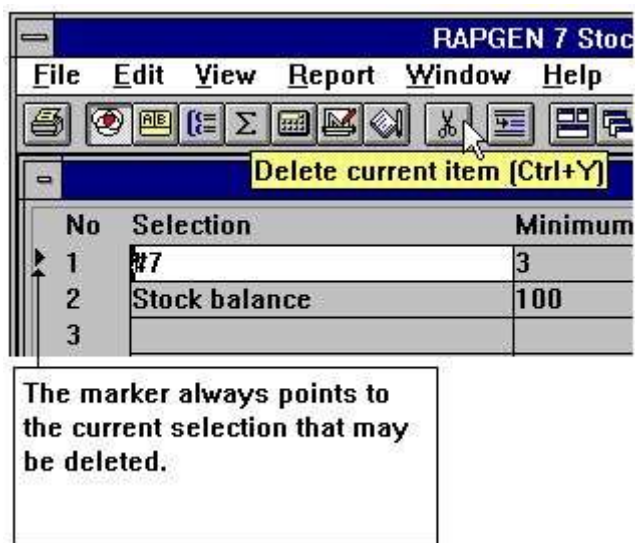 RAPGEN 7 Stoc
File Edit View Report Window Help
AB
Delete current item (Ctrl+Y)
No Selection Minimum
1 #7 3
2 Stock balance 100
3
The marker always points to
the current selection that may
be deleted.